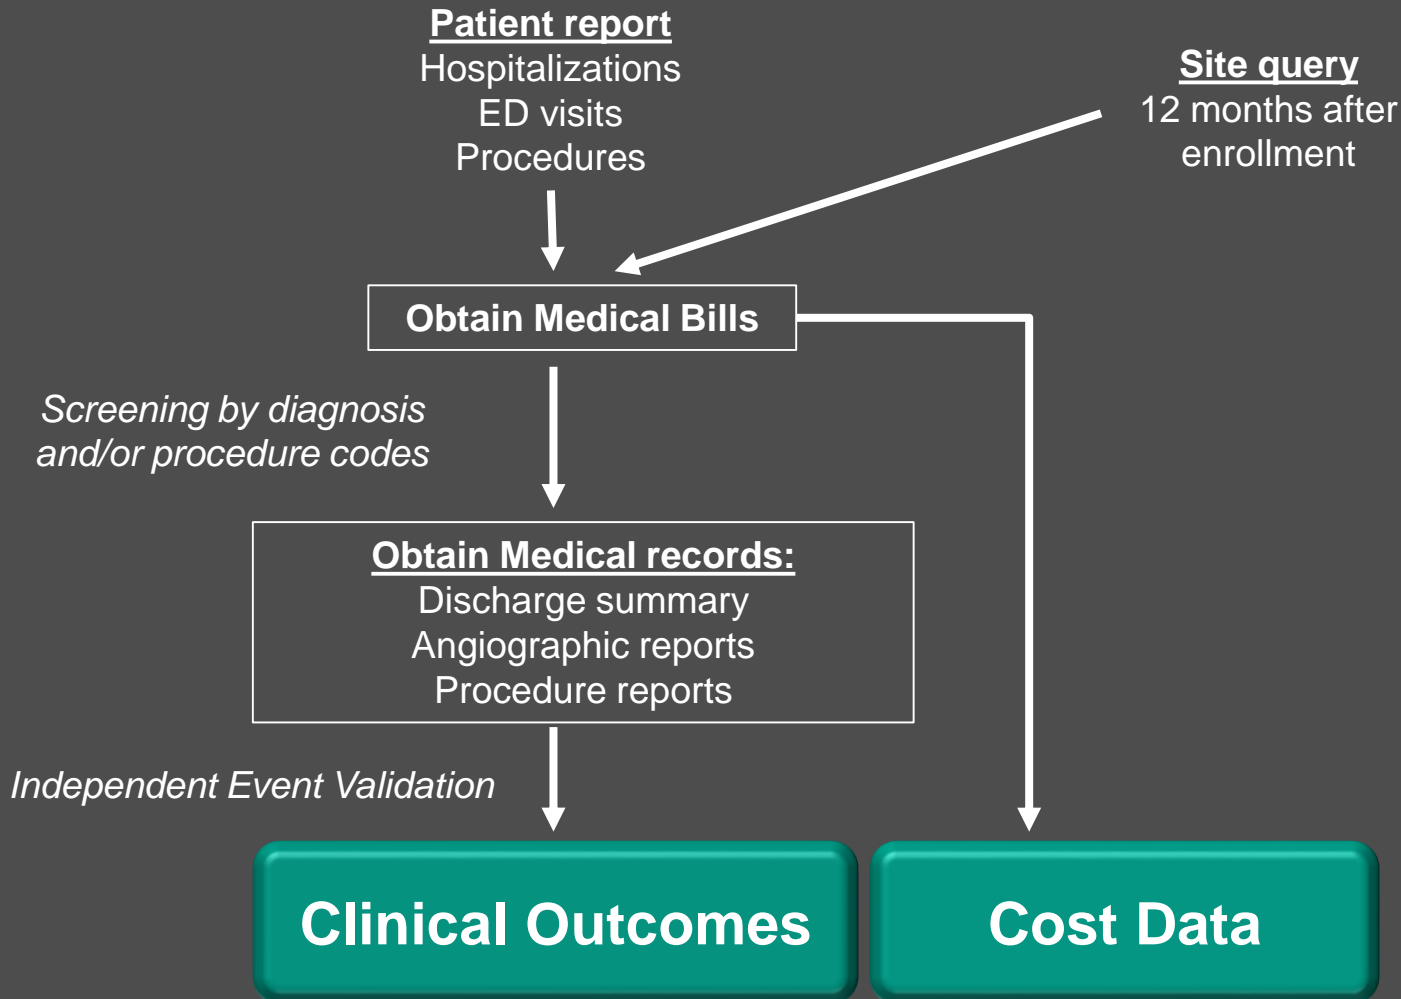 Patient report
Hospitalizations
ED visits
Procedures
Site query
12 months after
enrollment
Obtain Medical Bills
Screening by diagnosis
and/or procedure codes
Obtain Medical records:
Discharge summary
Angiographic reports
Procedure reports
Independent Event Validation
Clinical Outcomes
Cost Data